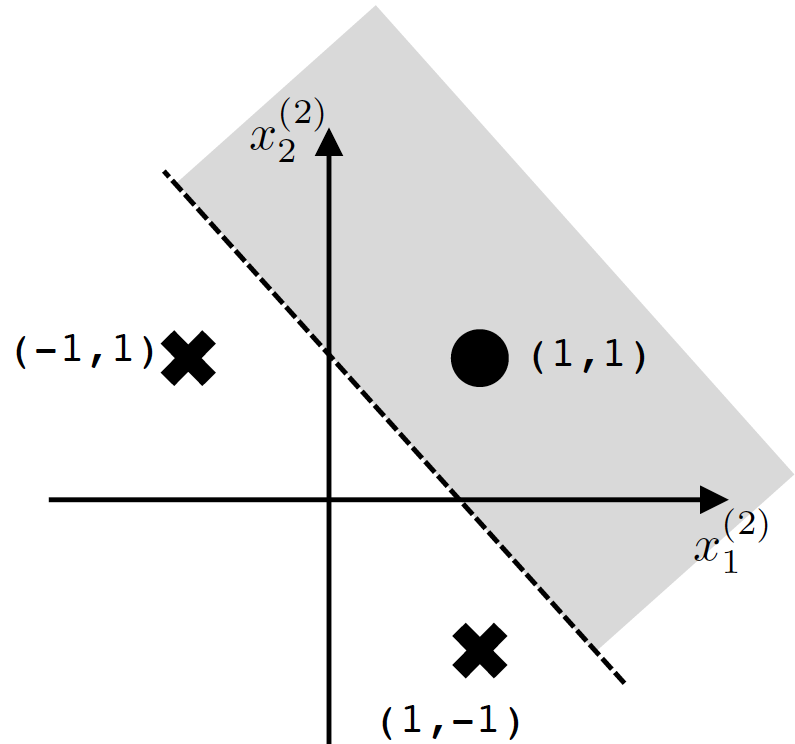 x_2^{(2)}
(-1,1)
(1,1)
x_1^{(2)}
(1,-1)